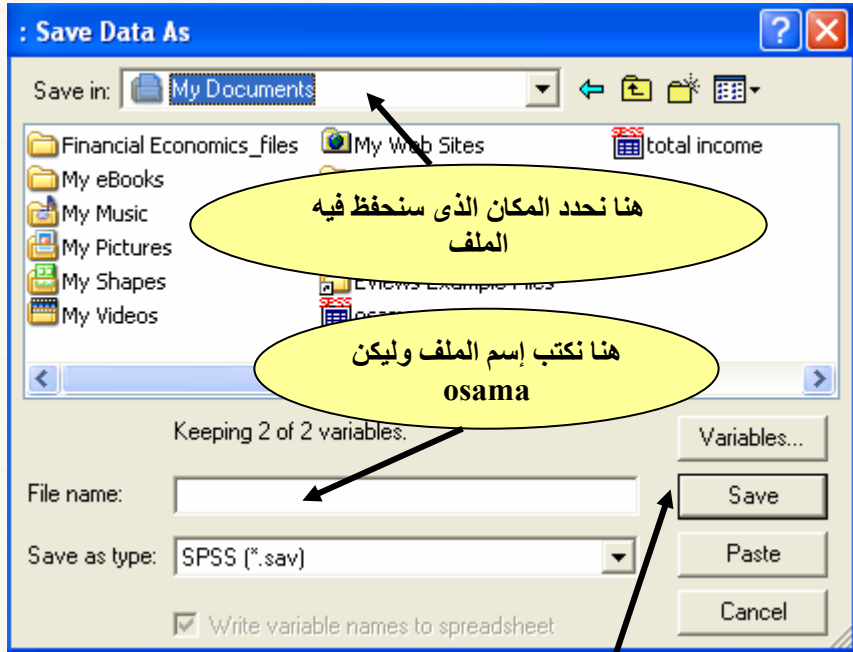 : Save Data As
Save in: My Documents
Financial Economics_files My Web Sites total income
My eBooks
My Music
My Pictures
My Shapes
My Videos
هنا نحدد المكان الذى سنحفظ فيه
الملف
هنا نكتب إسم الملف وليكن
osama
Keeping 2 of 2 variables.
Variables...
File name:
Save
Save as type: SPSS (*.sav)
Paste
Write variable names to spreadsheet
Cancel